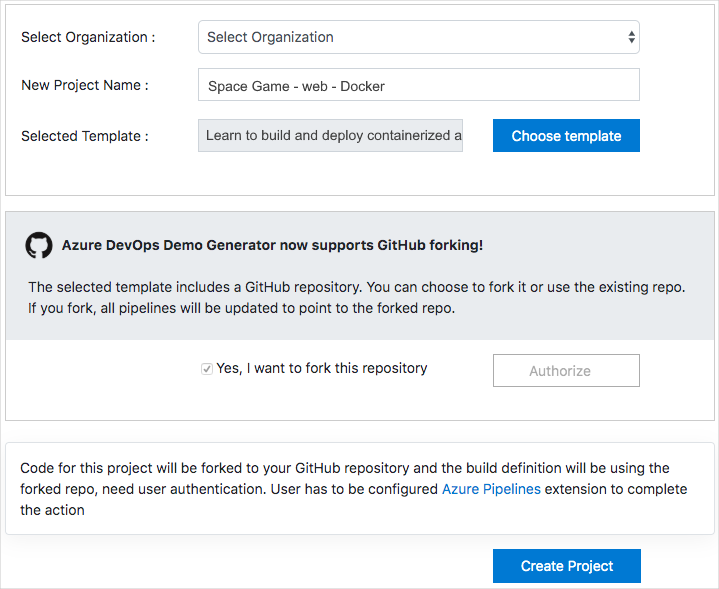 Select Organization :
Select Organization
New Project Name :
Space Game - web - Docker
Selected Template :
Learn to build and deploy containerized a
Choose template
Azure DevOps Demo Generator now supports GitHub forking!
The selected template includes a GitHub repository. You can choose to fork it or use the existing repo.
If you fork, all pipelines will be updated to point to the forked repo.
Yes, I want to fork this repository
Authorize
Code for this project will be forked to your GitHub repository and the build definition will be using the
forked repo, need user authentication. User has to be configured Azure Pipelines extension to complete
the action
Create Project